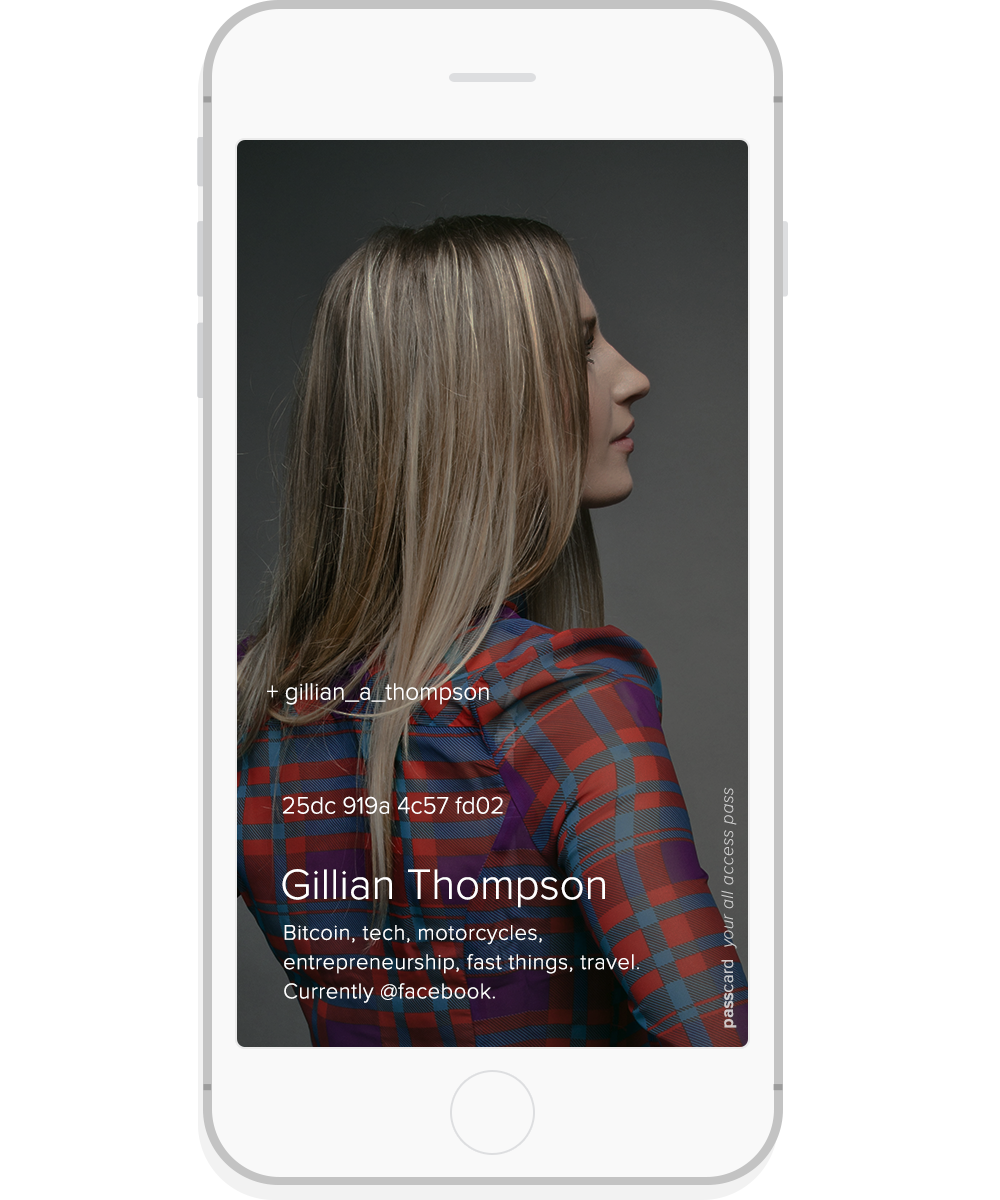 + gillian_a_thompson
25dc 919a 4c57 fd02
Gillian Thompson
Bitcoin, tech, motorcycles,
entrepreneurship, fast things, travel.
Currently @facebook.
passcard your all access pass